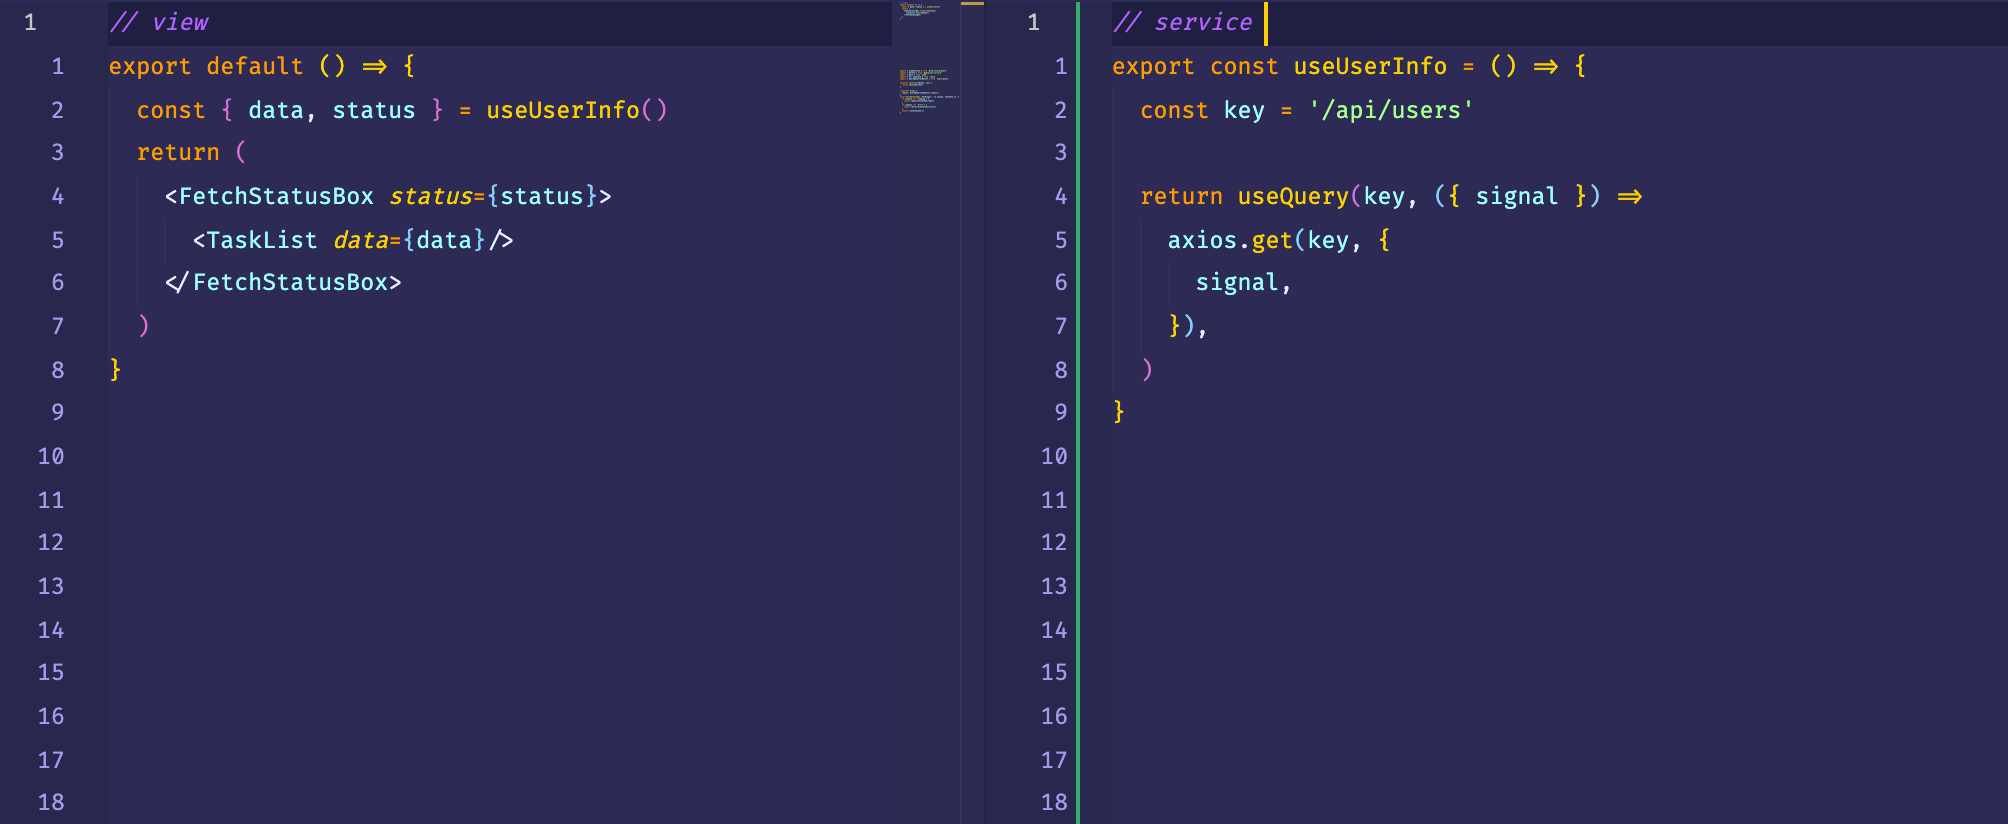 1 // view
1 export default () => {
2 const { data, status } = useUserInfo()
3 return (
4 <FetchStatusBox status={status}>
5 <TaskList data={data}/>
6 </FetchStatusBox>
7 )
8 }
9
10
11
12
13
14
15
16
17
18
1 // service
1 export const useUserInfo = () => {
2 const key = '/api/users'
3
4 return useQuery(key, ({ signal }) =>
5 axios.get(key, {
6 signal,
7 }),
8 )
9 }
10
11
12
13
14
15
16
17
18